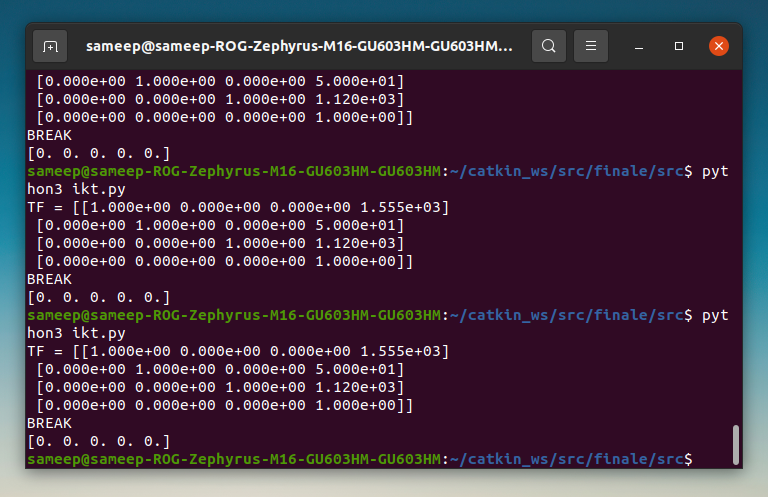 sameep@sameep-ROG-Zephyrus-M16-GU603HM-GU603HM...
 [0.000e+00 1.000e+00 0.000e+00 5.000e+01]
 [0.000e+00 0.000e+00 1.000e+00 1.120e+03]
 [0.000e+00 0.000e+00 0.000e+00 1.000e+00]]
BREAK
[0. 0. 0. 0. 0.]
sameep@sameep-ROG-Zephyrus-M16-GU603HM-GU603HM:~/catkin_ws/src/finale/src$ pyt
hon3 ikt.py
TF = [[1.000e+00 0.000e+00 0.000e+00 1.555e+03]
 [0.000e+00 1.000e+00 0.000e+00 5.000e+01]
 [0.000e+00 0.000e+00 1.000e+00 1.120e+03]
 [0.000e+00 0.000e+00 0.000e+00 1.000e+00]]
BREAK
[0. 0. 0. 0. 0.]
sameep@sameep-ROG-Zephyrus-M16-GU603HM-GU603HM:~/catkin_ws/src/finale/src$ pyt
hon3 ikt.py
TF = [[1.000e+00 0.000e+00 0.000e+00 1.555e+03]
 [0.000e+00 1.000e+00 0.000e+00 5.000e+01]
 [0.000e+00 0.000e+00 1.000e+00 1.120e+03]
 [0.000e+00 0.000e+00 0.000e+00 1.000e+00]]
BREAK
[0. 0. 0. 0. 0.]
sameep@sameep-ROG-Zephyrus-M16-GU603HM-GU603HM:~/catkin_ws/src/finale/src$